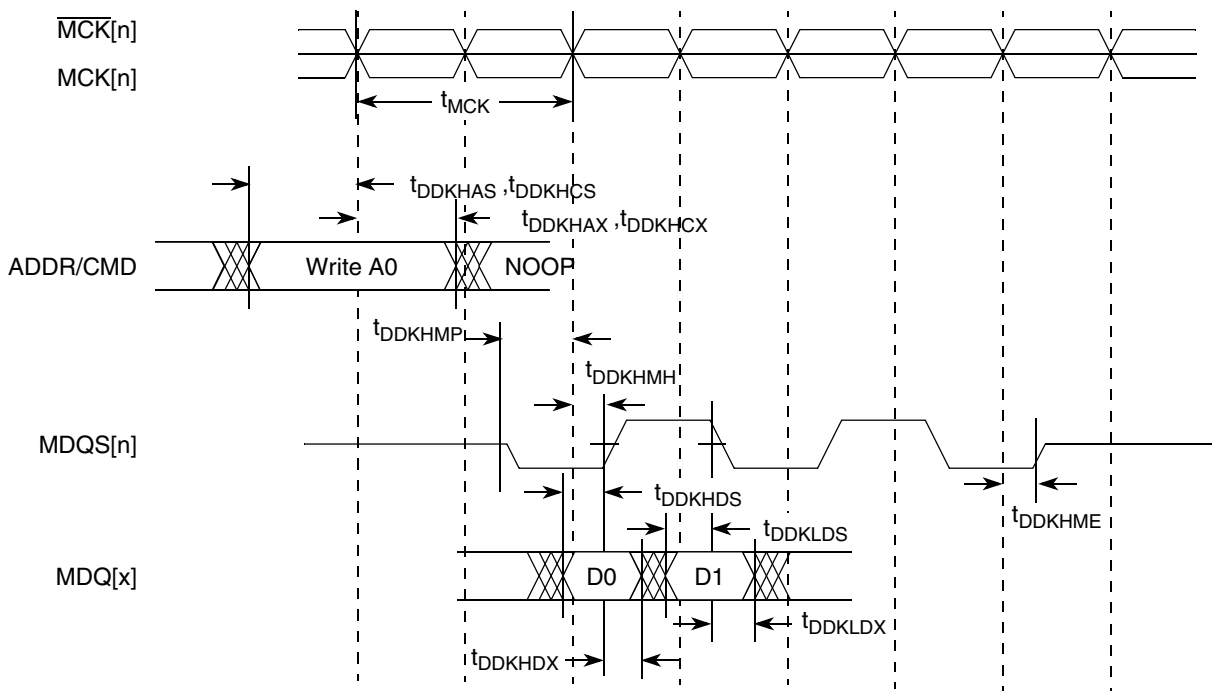 MCK[n]
MCK[n]
tMCK
tDDKHAS ,tDDKHCS
tDDKHAX ,tDDKHCX
ADDR/CMD Write A0 NOOP
tDDKHMP
tDDKHMH
MDQS[n]
tDDKHDS
tDDKHME
tDDKLDS
MDQ[x] D0 D1
tDDKLDX
tDDKHDX